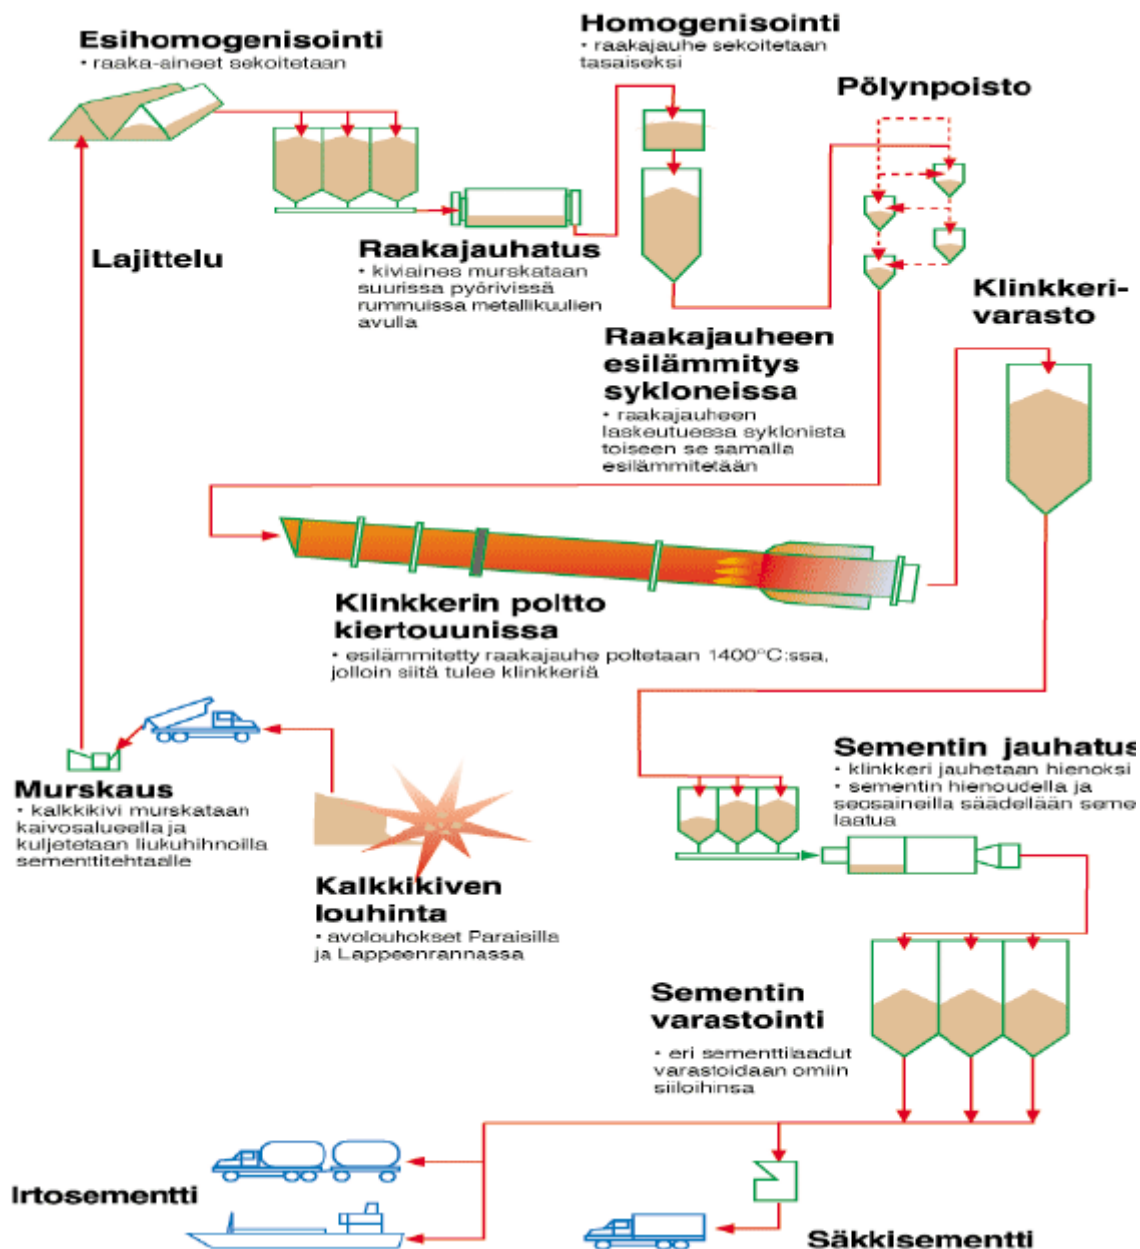 Esihomogenisointi
• raaka-aineet sekoitetaan
Homogenisointi
• raakajauhe sekoitetaan
tasaiseksi
Pölynpoisto
Lajittelu
Raakajauhatus
• kiviaines murskataan
suurissa pyörivissä
rummuissa metallikuulien
avulla
Klinkkeri-
varasto
Raakajauheen
esilämmitys
sykloneissa
• raakajauheen
laskeutuessa syklonista
toiseen se samalla
esilämmitetään
Klinkkerin poltto
kiertouunissa
• esilämmitetty raakajauhe poltetaan 1400°C:ssa,
jolloin siitä tulee klinkkeriä
Murskaus
• kalkkikivi murskataan
kaivosalueella ja
kuljetetaan liukuhihnoilla
sementtitehtaalle
Kalkkikiven
louhinta
• avolouhokset Paraisilla
ja Lappeenrannassa
Sementin jauhatus
• klinkkeri jauhetaan hienoksi
• sementin hienoudella ja
seosaineilla säädellään seme
laatua
Sementin
varastointi
• eri sementtilaadut
varastoidaan omiin
siiloihinsa
Irtosementti
Säkkisementti